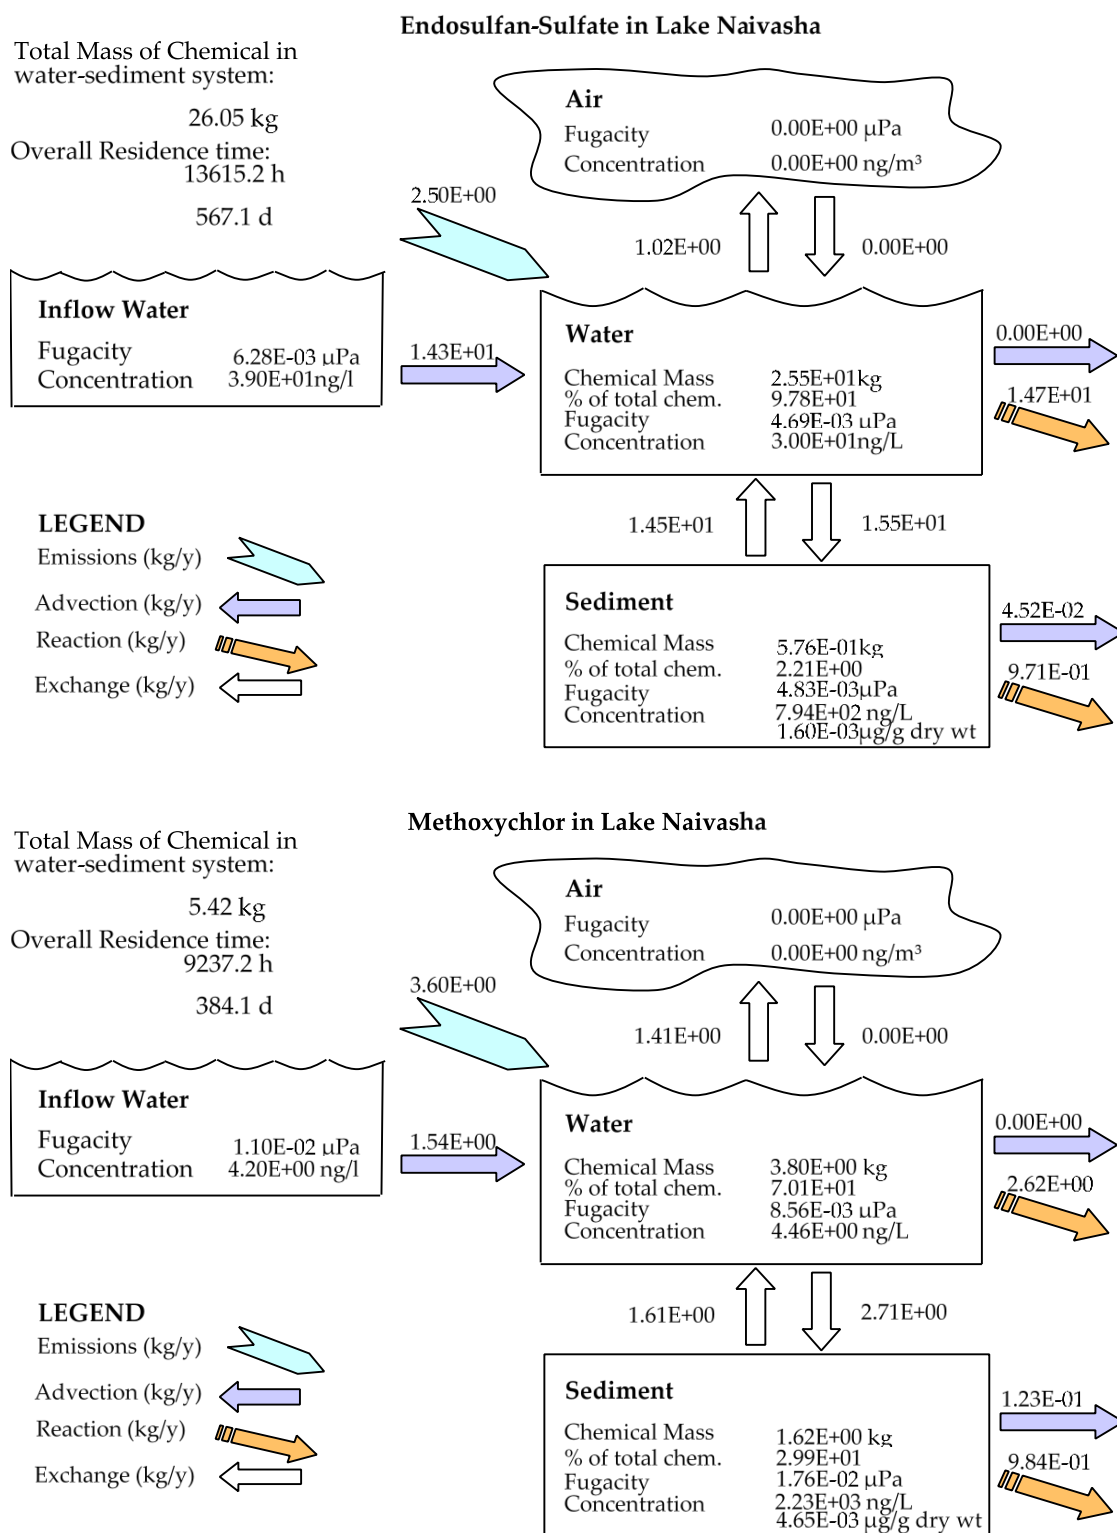 Endosulfan-Sulfate in Lake Naivasha
Total Mass of Chemical in
water-sediment system:
26.05 kg
Overall Residence time:
13615.2 h
567.1 d
Air
Fugacity 0.00E+00 µPa
Concentration 0.00E+00 ng/m³
2.50E+00
1.02E+00
0.00E+00
Inflow Water
Fugacity 6.28E-03 µPa
Concentration 3.90E+01ng/l
1.43E+01
Water
Chemical Mass 2.55E+01kg
% of total chem. 9.78E+01
Fugacity 4.69E-03 µPa
Concentration 3.00E+01ng/L
0.00E+00
1.47E+01
1.45E+01
1.55E+01
LEGEND
Emissions (kg/y)
Advection (kg/y)
Reaction (kg/y)
Exchange (kg/y)
Sediment
Chemical Mass 5.76E-01kg
% of total chem. 2.21E+00
Fugacity 4.83E-03µPa
Concentration 7.94E+02 ng/L
1.60E-03µg/g dry wt
4.52E-02
9.71E-01
Methoxychlor in Lake Naivasha
Total Mass of Chemical in
water-sediment system:
5.42 kg
Overall Residence time:
9237.2 h
384.1 d
Air
Fugacity 0.00E+00 µPa
Concentration 0.00E+00 ng/m³
3.60E+00
1.41E+00
0.00E+00
Inflow Water
Fugacity 1.10E-02 µPa
Concentration 4.20E+00 ng/l
1.54E+00
Water
Chemical Mass 3.80E+00 kg
% of total chem. 7.01E+01
Fugacity 8.56E-03 µPa
Concentration 4.46E+00 ng/L
0.00E+00
2.62E+00
1.61E+00
2.71E+00
LEGEND
Emissions (kg/y)
Advection (kg/y)
Reaction (kg/y)
Exchange (kg/y)
Sediment
Chemical Mass 1.62E+00 kg
% of total chem. 2.99E+01
Fugacity 1.76E-02 µPa
Concentration 2.23E+03 ng/L
4.65E-03 µg/g dry wt
1.23E-01
9.84E-01